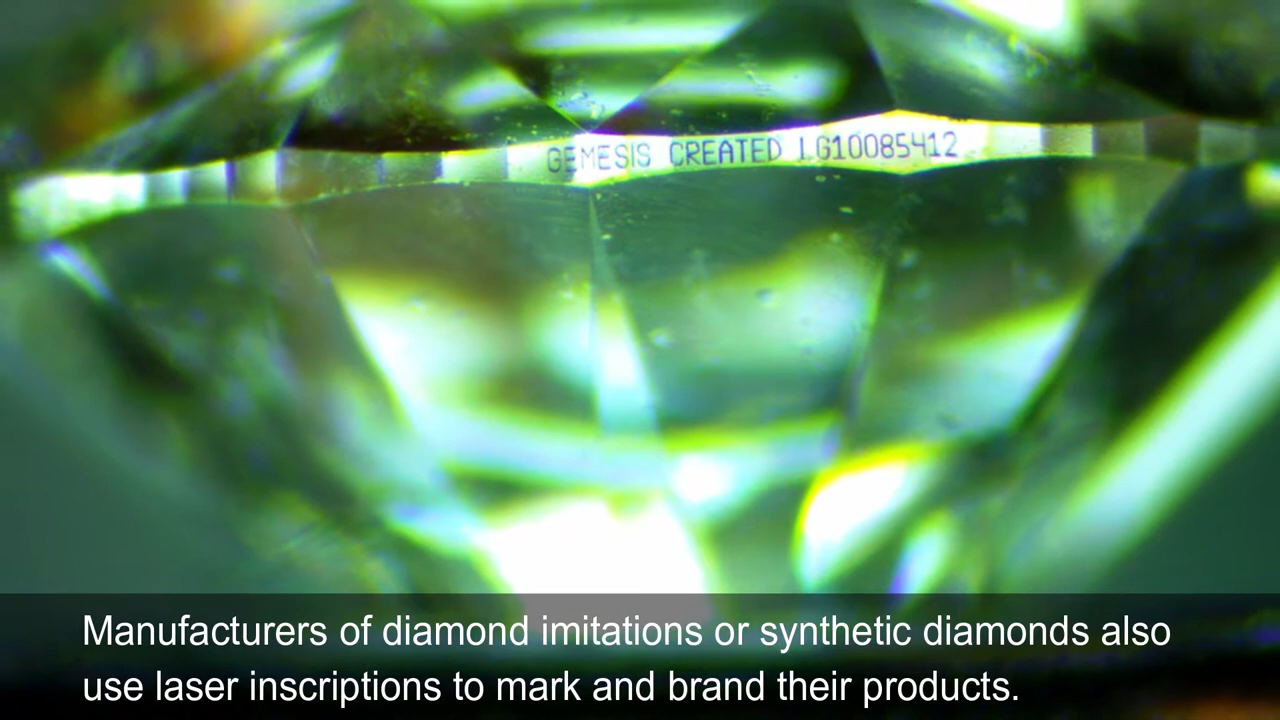 GEMESIS CREATED LG10085412
Manufacturers of diamond imitations or synthetic diamonds also
use laser inscriptions to mark and brand their products.